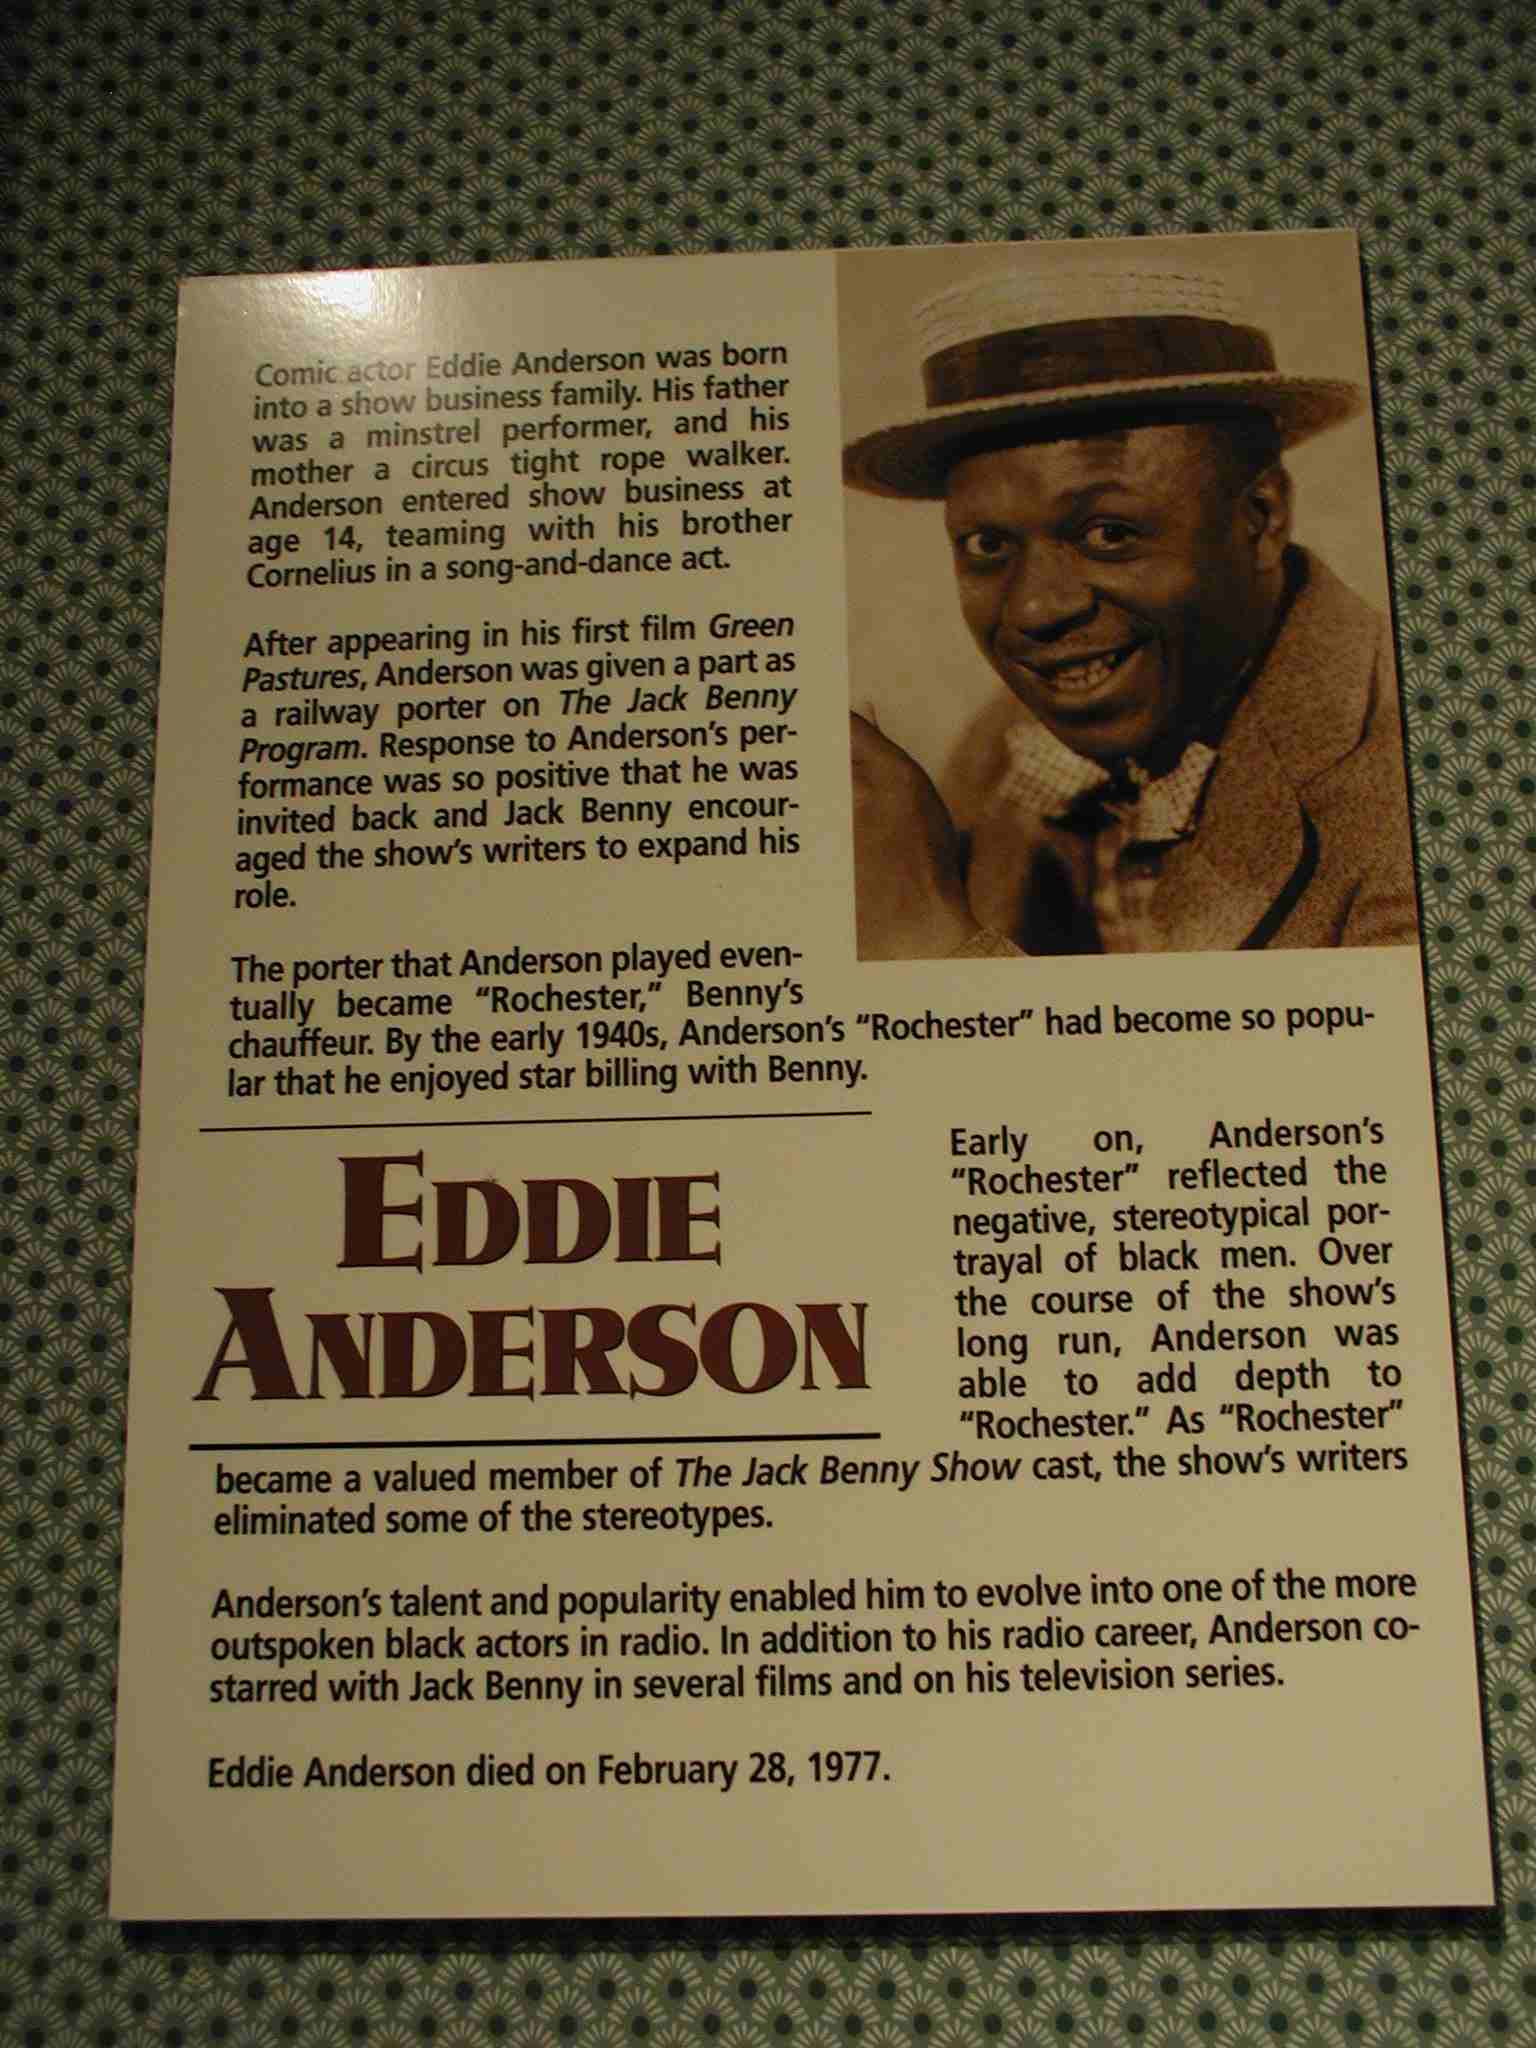 Comic actor Eddie Anderson was born
into a show business family. His father
was a minstrel performer, and his
mother a circus tight rope walker.
Anderson entered show business at
age 14, teaming with his brother
Cornelius in a song-and-dance act.
After appearing in his first film Green
Pastures, Anderson was given a part as
a railway porter on The Jack Benny
Program. Response to Anderson's per-
formance was so positive that he was
invited back and Jack Benny encour-
aged the show's writers to expand his
role.
The porter that Anderson played even-
tually became "Rochester," Benny's
chauffeur. By the early 1940s, Anderson's "Rochester" had become so popu-
lar that he enjoyed star billing with Benny.
EDDIE
ANDERSON
Early on, Anderson's
"Rochester" reflected the
negative, stereotypical por-
trayal of black men. Over
the course of the show's
long run, Anderson was
able to add depth to
"Rochester." As "Rochester"
became a valued member of The Jack Benny Show cast, the show's writers
eliminated some of the stereotypes.
Anderson's talent and popularity enabled him to evolve into one of the more
outspoken black actors in radio. In addition to his radio career, Anderson co-
starred with Jack Benny in several films and on his television series.
Eddie Anderson died on February 28, 1977.